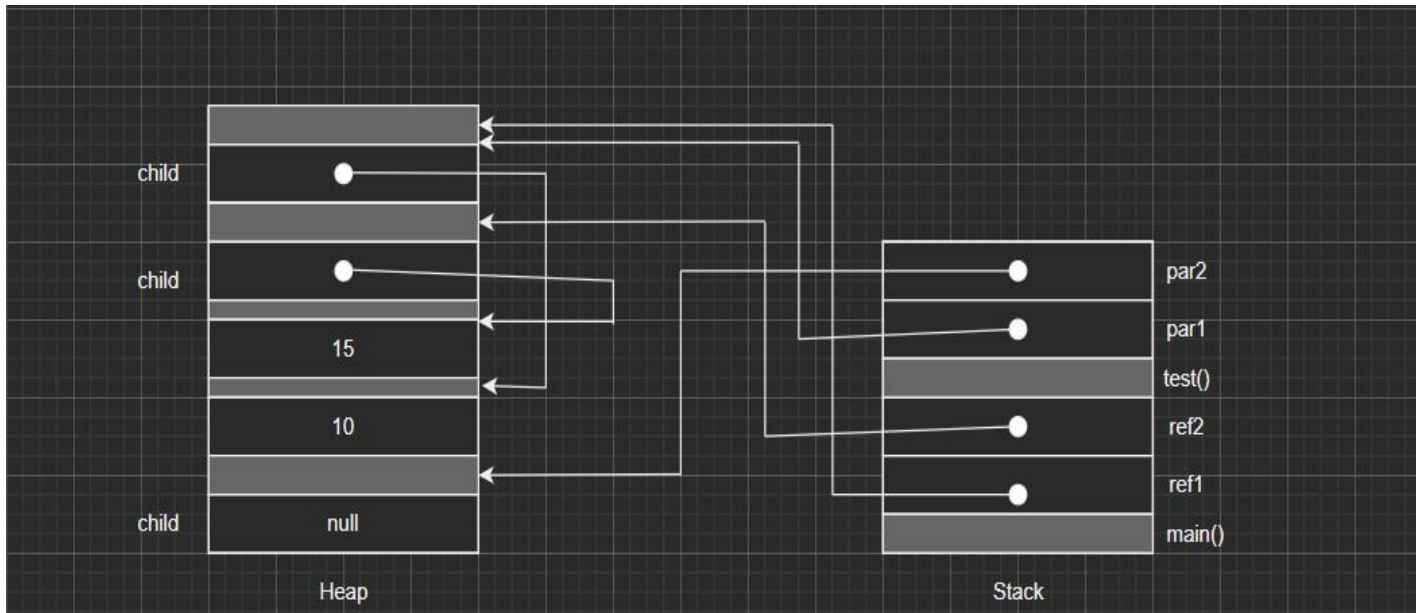 child
child
15
10
child
null
Heap
par2
par1
test()
ref2
ref1
main()
Stack